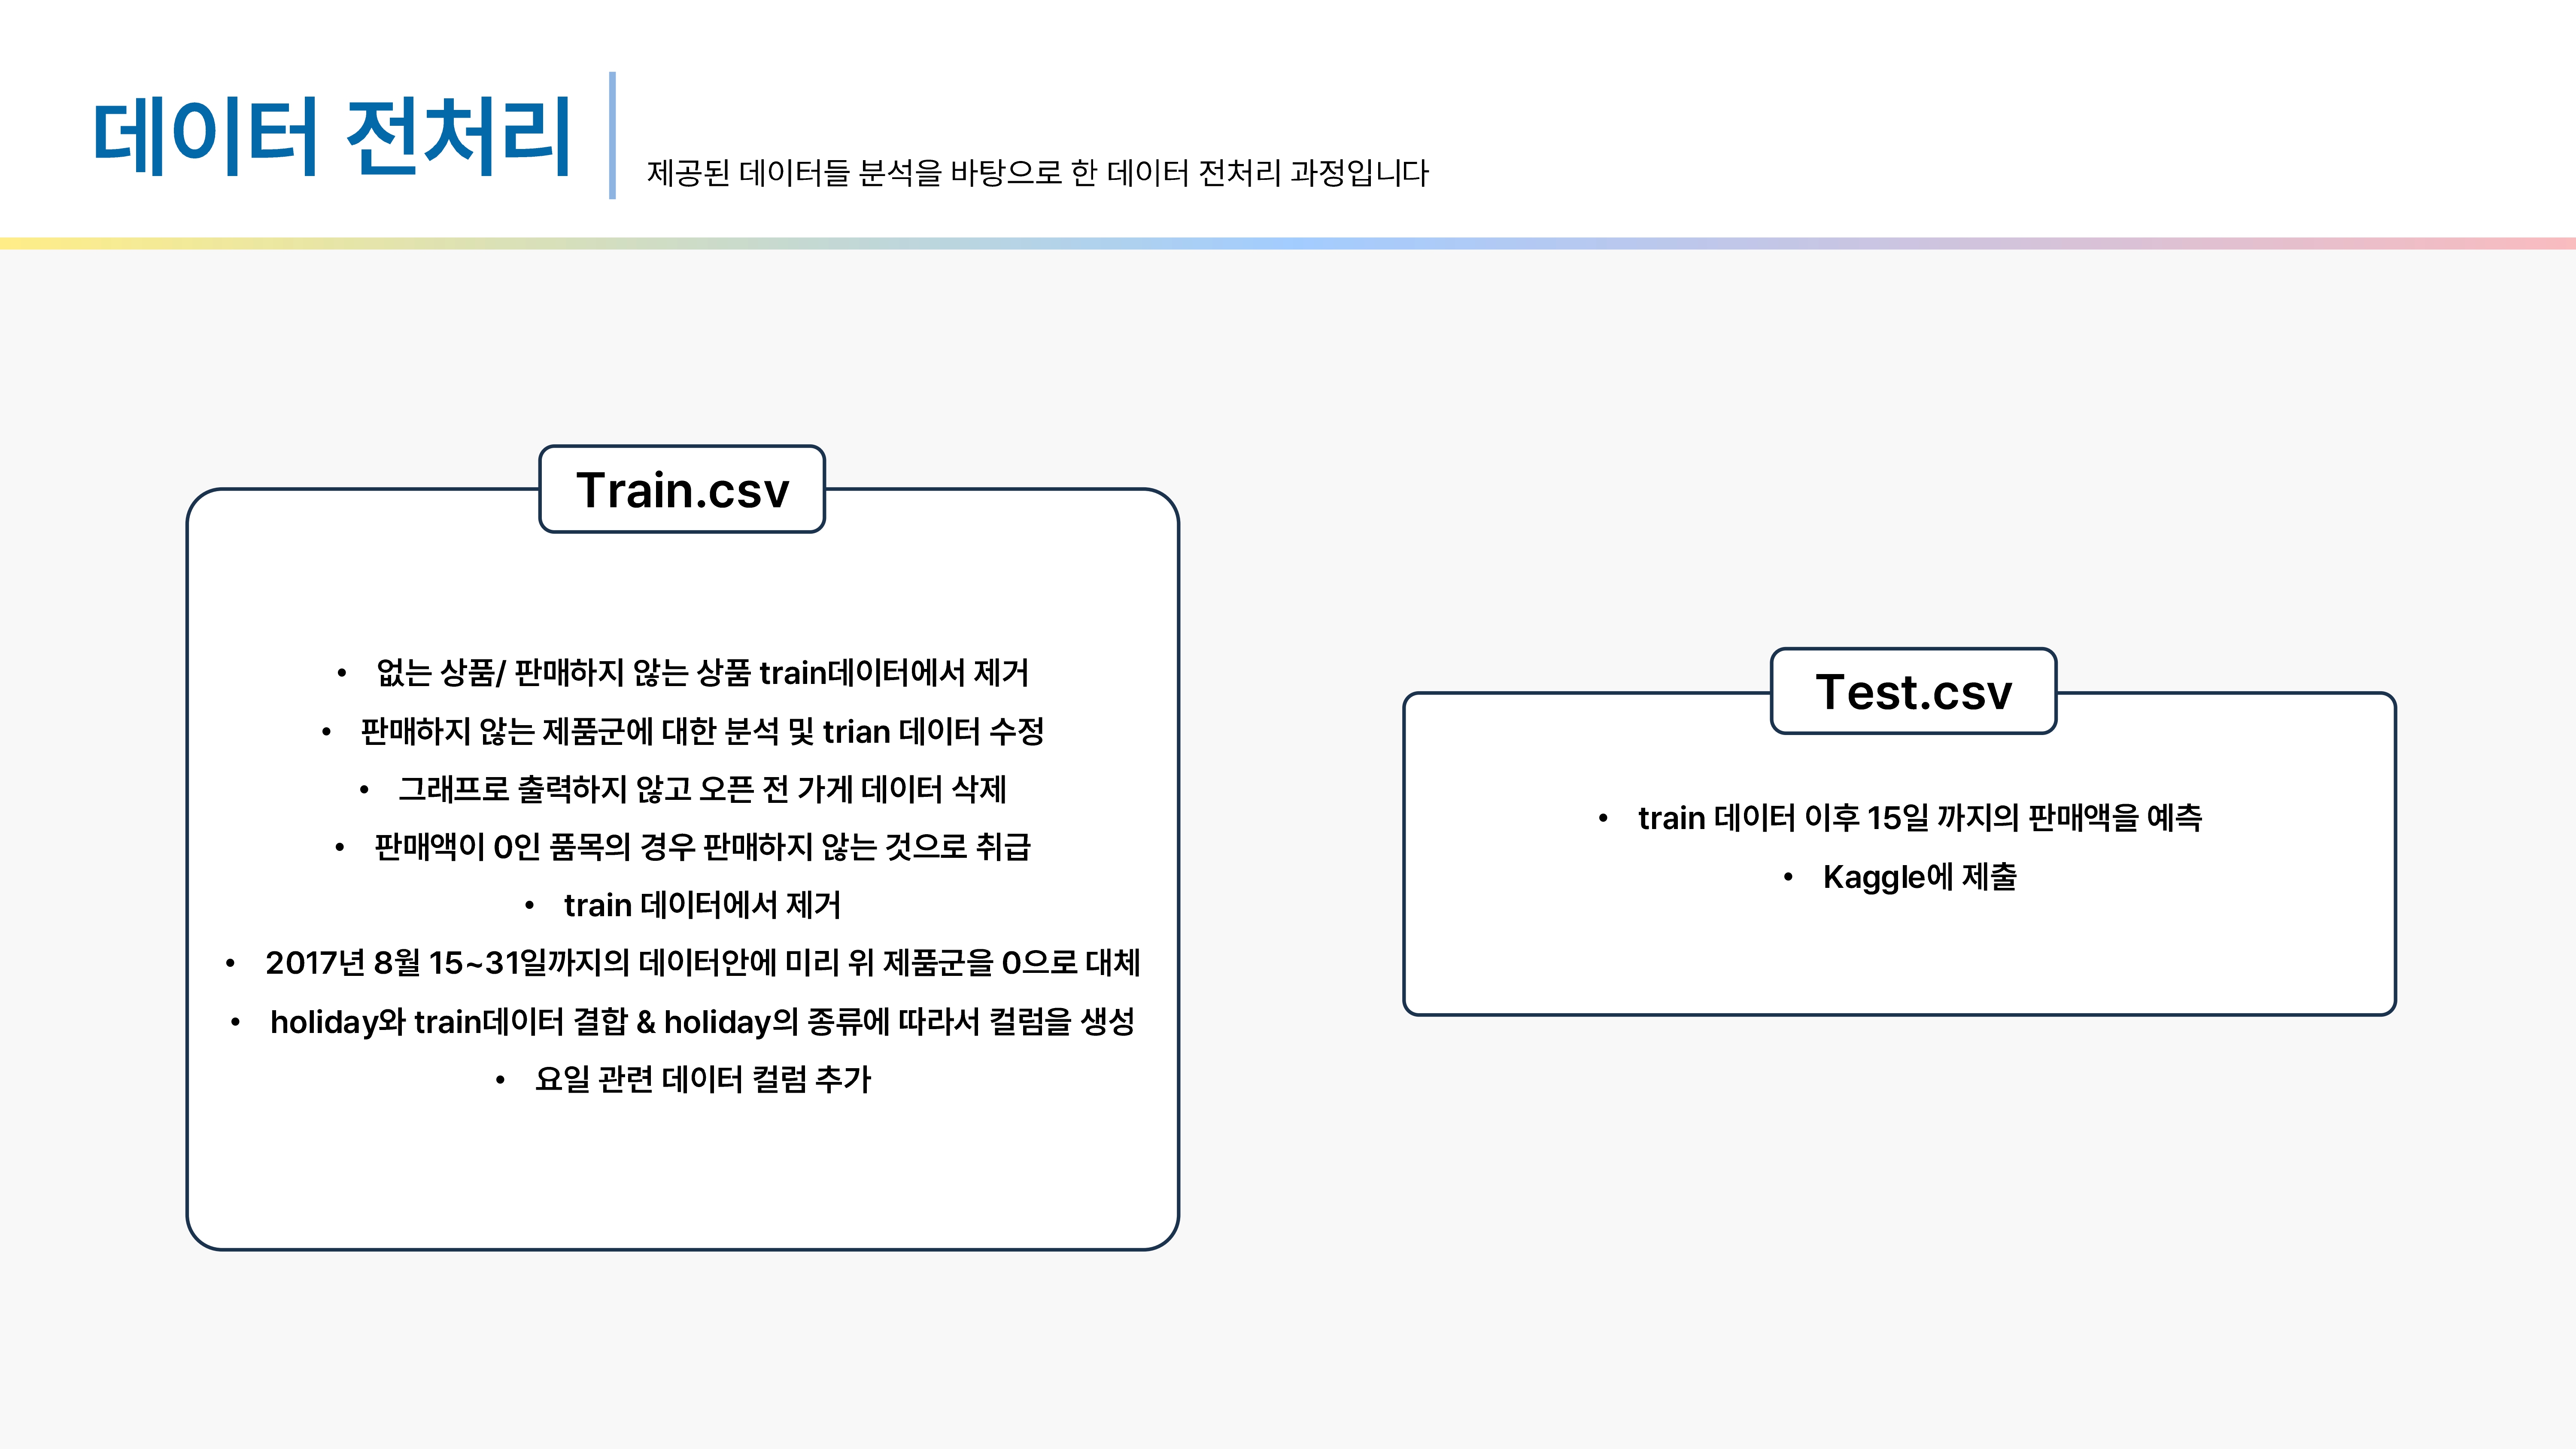 데이터 전처리
제공된 데이터들 분석을 바탕으로 한 데이터 전처리 과정입니다
Train.csv
• 없는 상품/ 판매하지 않는 상품 train데이터에서 제거
• 판매하지 않는 제품군에 대한 분석 및 trian 데이터 수정
• 그래프로 출력하지 않고 오픈 전 가게 데이터 삭제
• 판매액이 0인 품목의 경우 판매하지 않는 것으로 취급
• train 데이터에서 제거
• 2017년 8월 15~31일까지의 데이터안에 미리 위 제품군을 0으로 대체
• holiday와 train데이터 결합 & holiday의 종류에 따라서 컬럼을 생성
• 요일 관련 데이터 컬럼 추가
Test.csv
• train 데이터 이후 15일 까지의 판매액을 예측
• Kaggle에 제출